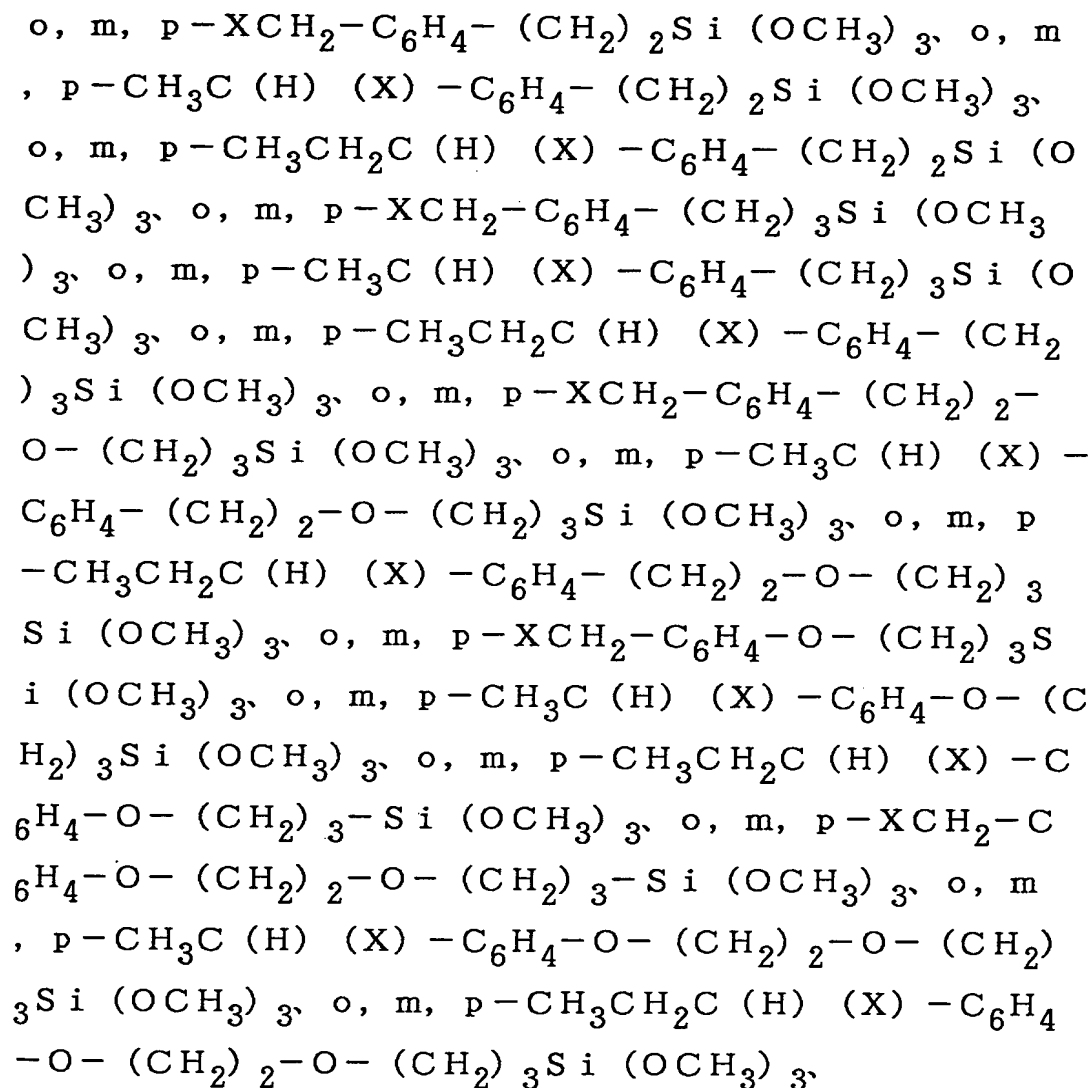 o, m, p－XCH₂－C₆H₄－ (CH₂) ₂Si (OCH₃) ₃、o, m
, p－CH₃C (H) (X) －C₆H₄－ (CH₂) ₂Si (OCH₃) ₃、
o, m, p－CH₃CH₂C (H) (X) －C₆H₄－ (CH₂) ₂Si (O
CH₃) ₃、o, m, p－XCH₂－C₆H₄－ (CH₂) ₃Si (OCH₃
) ₃、o, m, p－CH₃C (H) (X) －C₆H₄－ (CH₂) ₃Si (O
CH₃) ₃、o, m, p－CH₃CH₂C (H) (X) －C₆H₄－ (CH₂
) ₃Si (OCH₃) ₃、o, m, p－XCH₂－C₆H₄－ (CH₂) ₂－
O－ (CH₂) ₃Si (OCH₃) ₃、o, m, p－CH₃C (H) (X) －
C₆H₄－ (CH₂) ₂－O－ (CH₂) ₃Si (OCH₃) ₃、o, m, p
－CH₃CH₂C (H) (X) －C₆H₄－ (CH₂) ₂－O－ (CH₂) ₃
Si (OCH₃) ₃、o, m, p－XCH₂－C₆H₄－O－ (CH₂) ₃S
i (OCH₃) ₃、o, m, p－CH₃C (H) (X) －C₆H₄－O－ (C
H₂) ₃Si (OCH₃) ₃、o, m, p－CH₃CH₂C (H) (X) －C
₆H₄－O－ (CH₂) ₃－Si (OCH₃) ₃、o, m, p－XCH₂－C
₆H₄－O－ (CH₂) ₂－O－ (CH₂) ₃－Si (OCH₃) ₃、o, m
, p－CH₃C (H) (X) －C₆H₄－O－ (CH₂) ₂－O－ (CH₂)
₃Si (OCH₃) ₃、o, m, p－CH₃CH₂C (H) (X) －C₆H₄
－O－ (CH₂) ₂－O－ (CH₂) ₃Si (OCH₃) ₃、